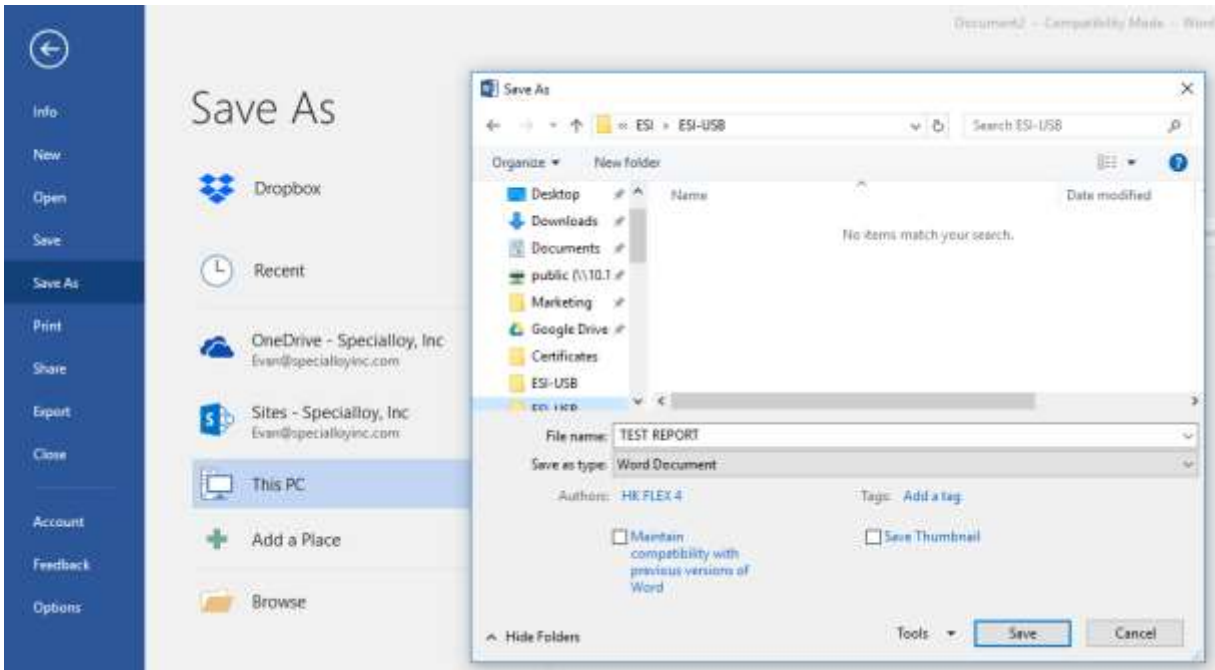 Document2 - Compatibility Mode - Word
Info
New
Open
Save
Save As
Print
Share
Export
Close
Account
Feedback
Options
Save As
Dropbox
Recent
OneDrive - Specialloy, Inc
Evan@specialloyinc.com
Sites - Specialloy, Inc
Evan@specialloyinc.com
This PC
Add a Place
Browse
Save As
« ESI > ESI-USB
Search ESI-USB
Organize
New folder
Desktop
Downloads
Documents
public (\\10.1
Marketing
Google Drive
Certificates
ESI-USB
ESI-USB
Name
Date modified
No items match your search.
File name: TEST REPORT
Save as type: Word Document
Authors: HK FLEX 4
Tags: Add a tag
Maintain
compatibility with
previous versions of
Word
Save Thumbnail
Hide Folders
Tools
Save
Cancel